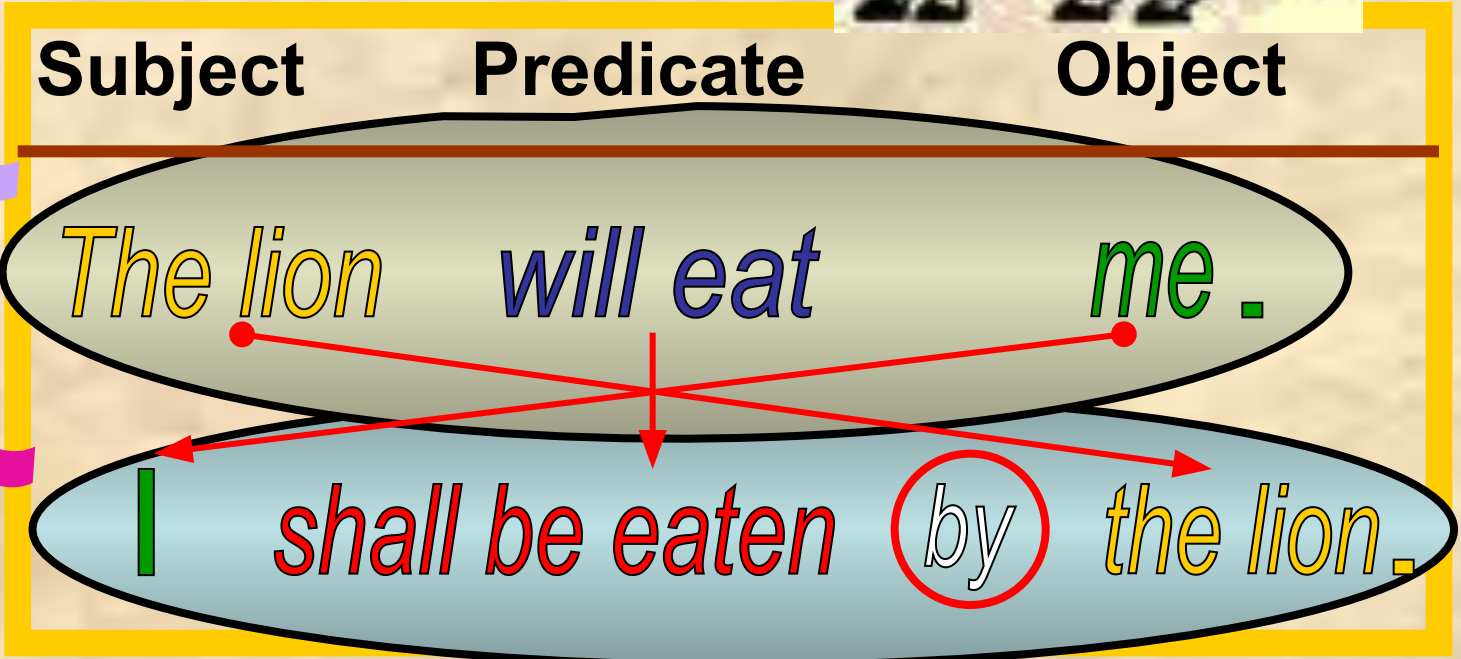 Subject Predicate Object
The lion will eat me.
I shall be eaten by the lion.